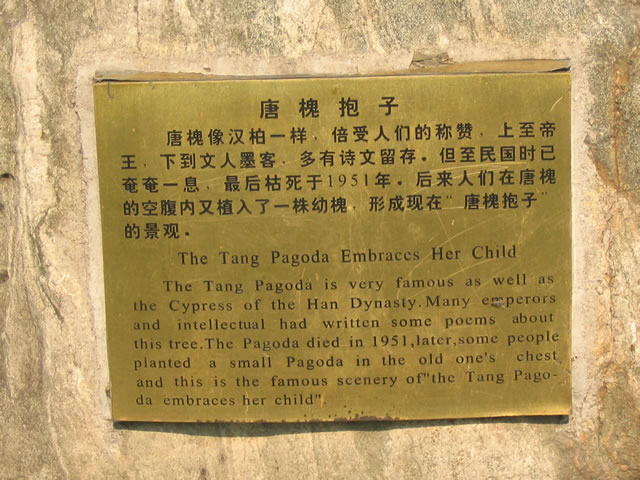 唐槐抱子
唐槐像汉柏一样，倍受人们的称赞，上至帝
王，下到文人墨客，多有诗文留存。但至民国时已
奄奄一息，最后枯死于1951年。后来人们在唐槐
的空腹内又植入了一株幼槐，形成现在“唐槐抱子”
的景观。
The Tang Pagoda Embraces Her Child
The Tang Pagoda is very famous as well as
the Cypress of the Han Dynasty.Many emperors
and intellectual had written some poems about
this tree.The Pagoda died in 1951,later,some people
planted a small Pagoda in the old one's chest
and this is the famous scenery of"the Tang Pago-
da embraces her child"